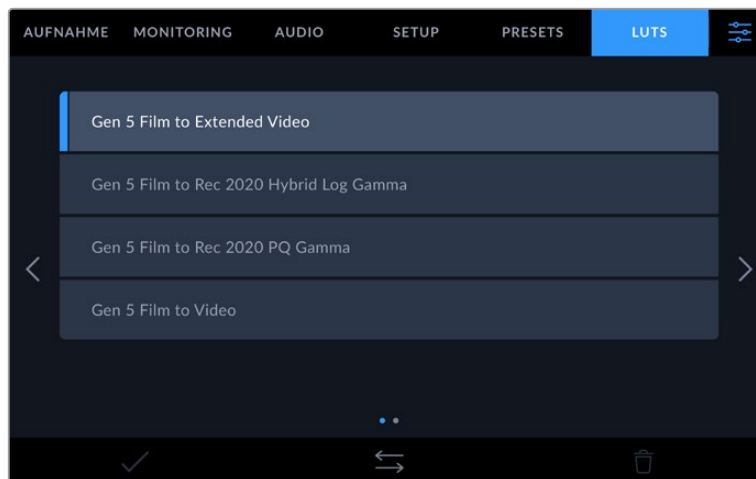 AUFNAHME MONITORING AUDIO SETUP PRESETS LUTS
Gen 5 Film to Extended Video
Gen 5 Film to Rec 2020 Hybrid Log Gamma
Gen 5 Film to Rec 2020 PQ Gamma
Gen 5 Film to Video